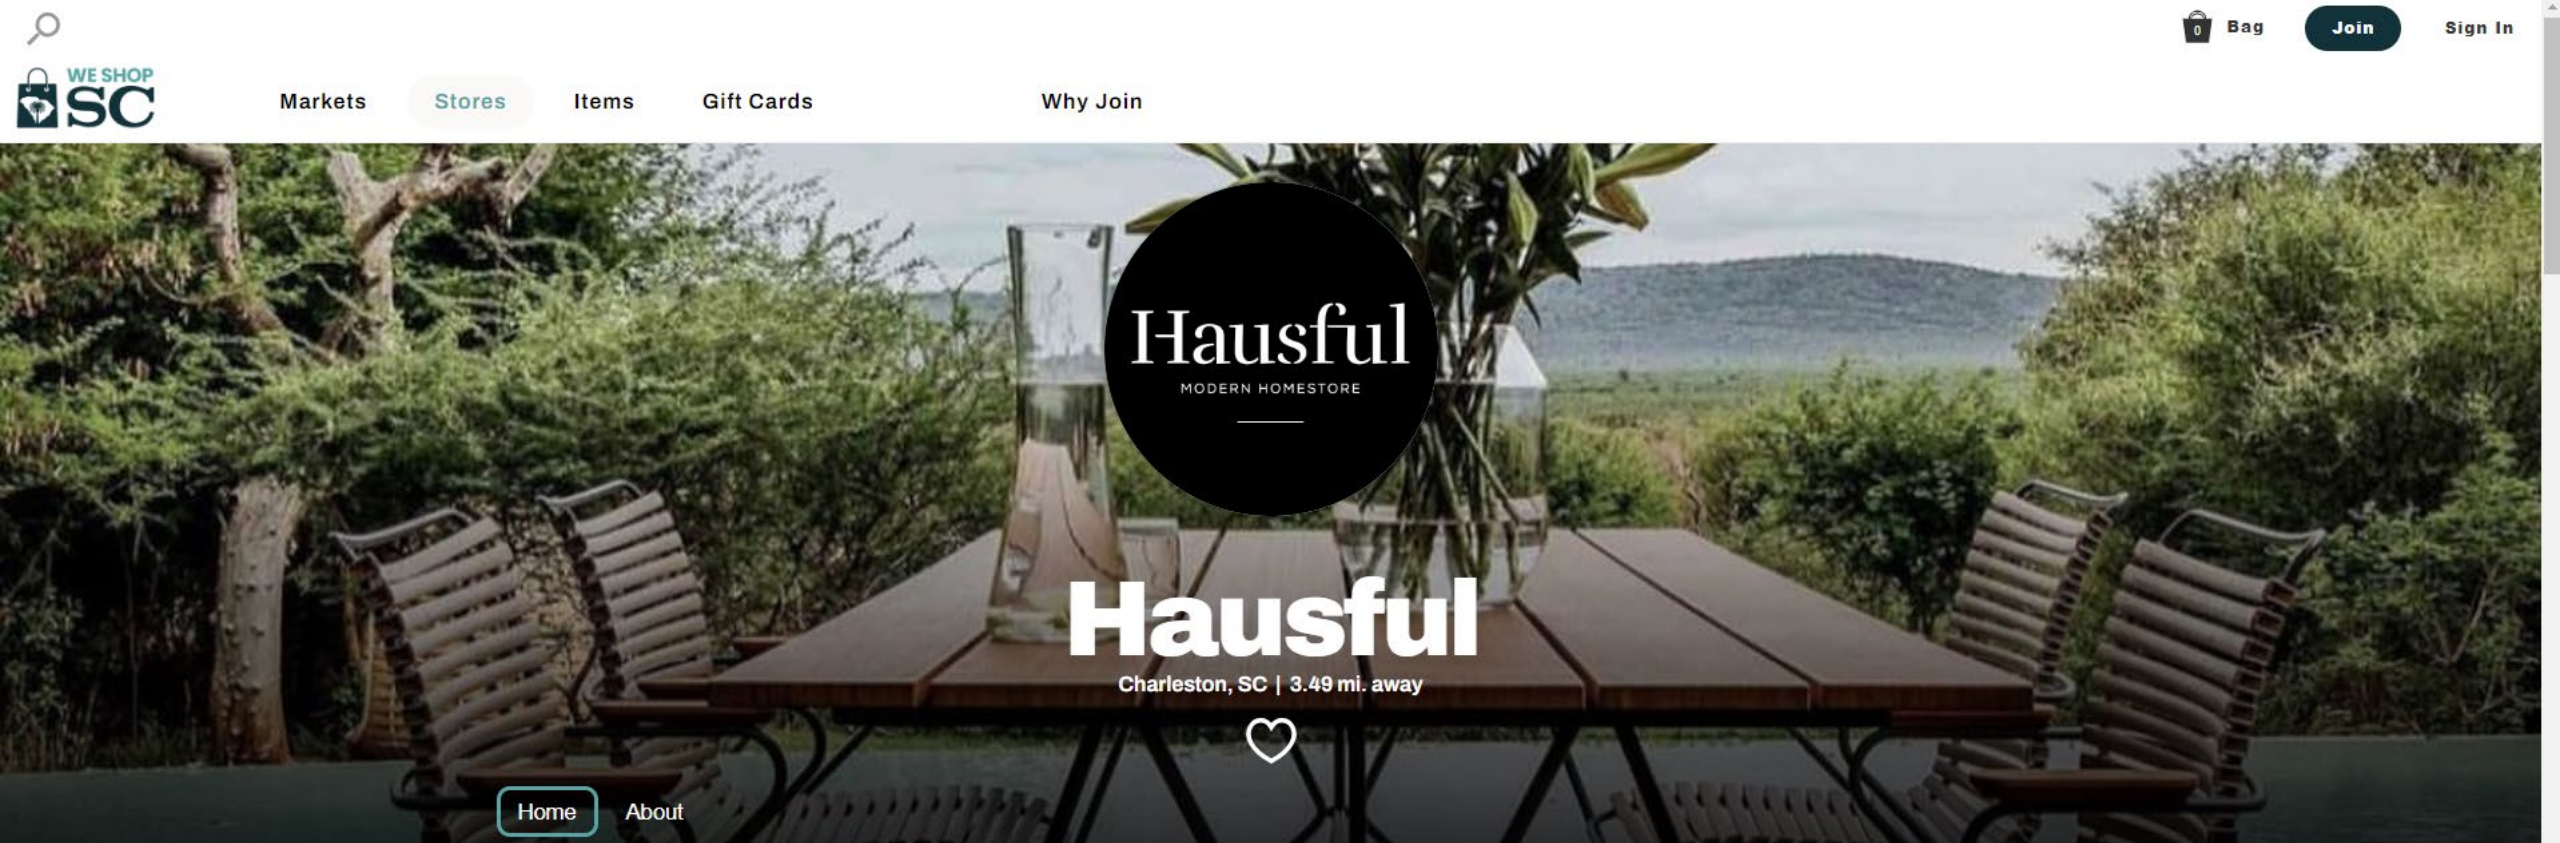 0
Bag
Join
Sign In
WE SHOP
SC
Markets
Stores
Items
Gift Cards
Why Join
Hausful
MODERN HOMESTORE
Hausful
Charleston, SC | 3.49 mi. away
Home
About